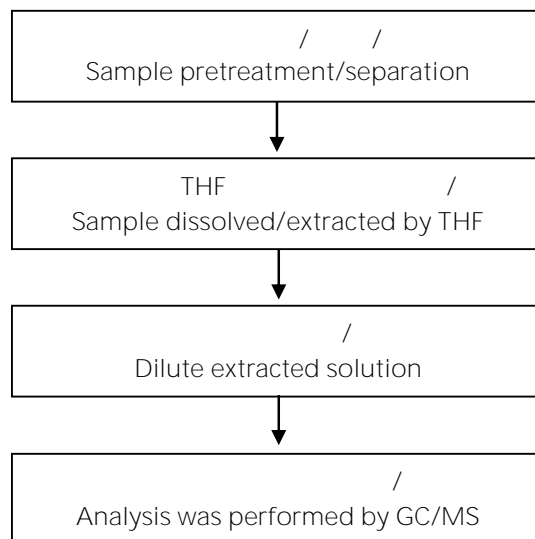 / /
Sample pretreatment/separation
THF /
Sample dissolved/extracted by THF
/
Dilute extracted solution
/
Analysis was performed by GC/MS